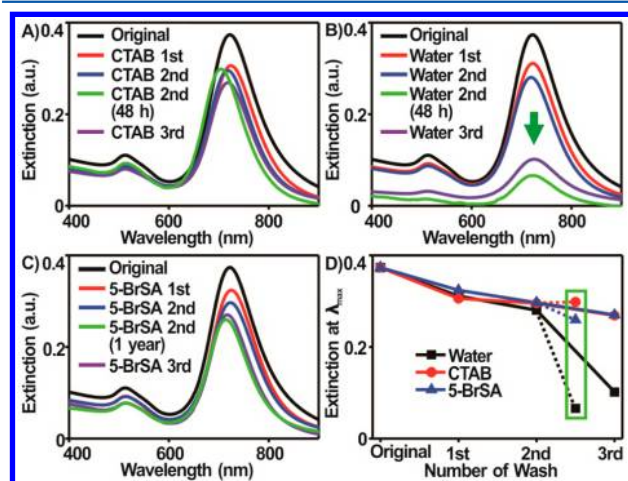 A)
Original
CTAB 1st
CTAB 2nd
CTAB 2nd
(48 h)
CTAB 3rd
Extinction (a.u.)
0.4
0.2
0
400 600 800
Wavelength (nm)
B)
Original
Water 1st
Water 2nd
Water 2nd
(48 h)
Water 3rd
Extinction (a.u.)
0.4
0.2
0
400 600 800
Wavelength (nm)
C)
Original
5-BrSA 1st
5-BrSA 2nd
5-BrSA 2nd
(1 year)
5-BrSA 3rd
Extinction (a.u.)
0.4
0.2
0
400 600 800
Wavelength (nm)
D)
Water
CTAB
5-BrSA
Extinction at λmax
0.4
0.2
0
Original 1st 2nd 3rd
Number of Wash